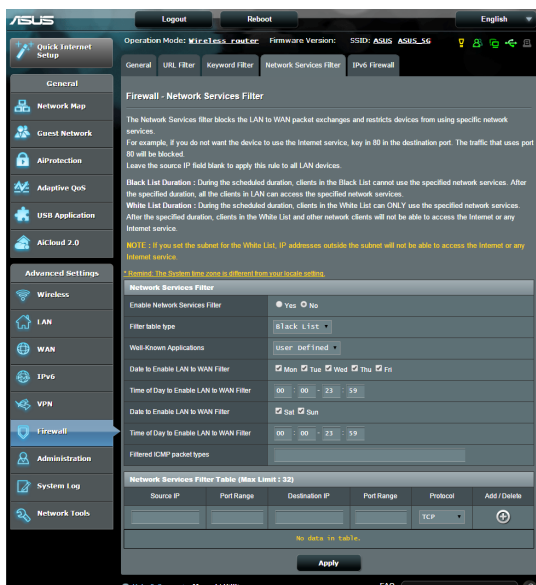 ASUS
Logout
Reboot
English
Quick Internet Setup
Operation Mode: Wireless router Firmware Version: SSID: ASUS ASUS_5G
General
URL Filter
Keyword Filter
Network Services Filter
IPv6 Firewall
General
Network Map
Guest Network
AiProtection
Adaptive QoS
USB Application
AiCloud 2.0
Advanced Settings
Wireless
LAN
WAN
IPv6
VPN
Firewall
Administration
System Log
Network Tools
Firewall - Network Services Filter
The Network Services filter blocks the LAN to WAN packet exchanges and restricts devices from using specific network
services.
For example, if you do not want the device to use the Internet service, key in 80 in the destination port. The traffic that uses port
80 will be blocked.
Leave the source IP field blank to apply this rule to all LAN devices.
Black List Duration : During the scheduled duration, clients in the Black List cannot use the specified network services. After
the specified duration, all the clients in LAN can access the specified network services.
White List Duration : During the scheduled duration, clients in the White List can ONLY use the specified network services.
After the specified duration, clients in the White List and other network clients will not be able to access the Internet or any
Internet service.
NOTE : If you set the subnet for the White List, IP addresses outside the subnet will not be able to access the Internet or any
Internet service.
* Remind: The System time zone is different from your locale setting.
Network Services Filter
Enable Network Services Filter Yes No
Filter table type Black List
Well-Known Applications User Defined
Date to Enable LAN to WAN Filter Mon Tue Wed Thu Fri
Time of Day to Enable LAN to WAN Filter 00 : 00 - 23 : 59
Date to Enable LAN to WAN Filter Sat Sun
Time of Day to Enable LAN to WAN Filter 00 : 00 - 23 : 59
Filtered ICMP packet types
Network Services Filter Table (Max Limit : 32)
Source IP Port Range Destination IP Port Range Protocol Add / Delete
TCP
No data in table.
Apply